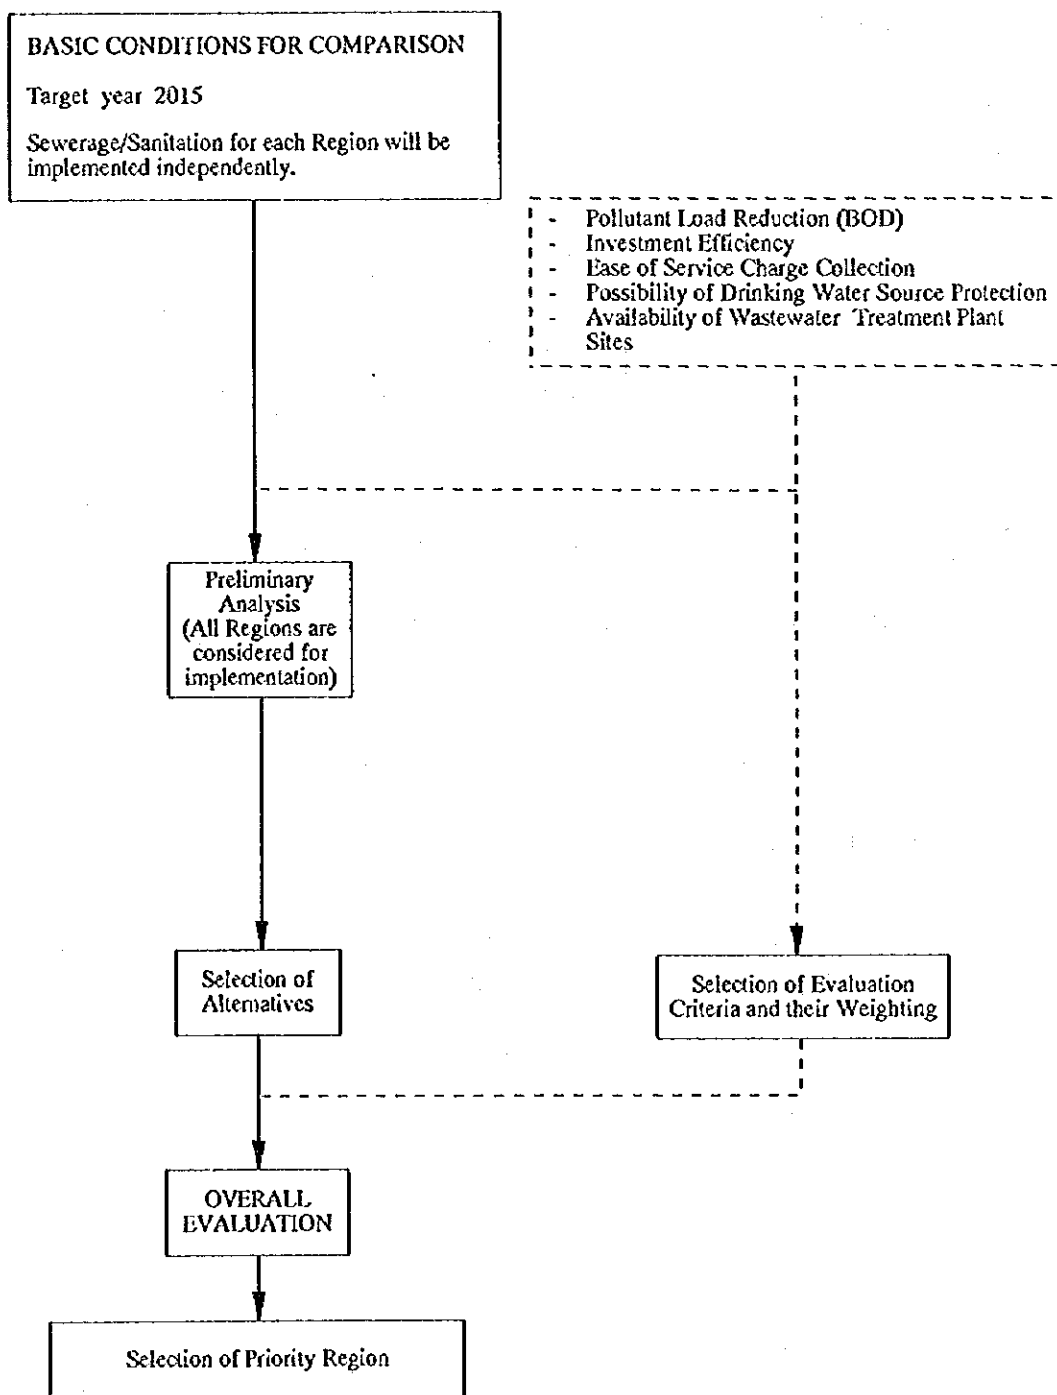 BASIC CONDITIONS FOR COMPARISON
Target year 2015
Sewerage/Sanitation for each Region will be
implemented independently.
- Pollutant Load Reduction (BOD)
- Investment Efficiency
- Ease of Service Charge Collection
- Possibility of Drinking Water Source Protection
- Availability of Wastewater Treatment Plant
Sites
Preliminary
Analysis
(All Regions are
considered for
implementation)
Selection of
Alternatives
Selection of Evaluation
Criteria and their Weighting
OVERALL
EVALUATION
Selection of Priority Region